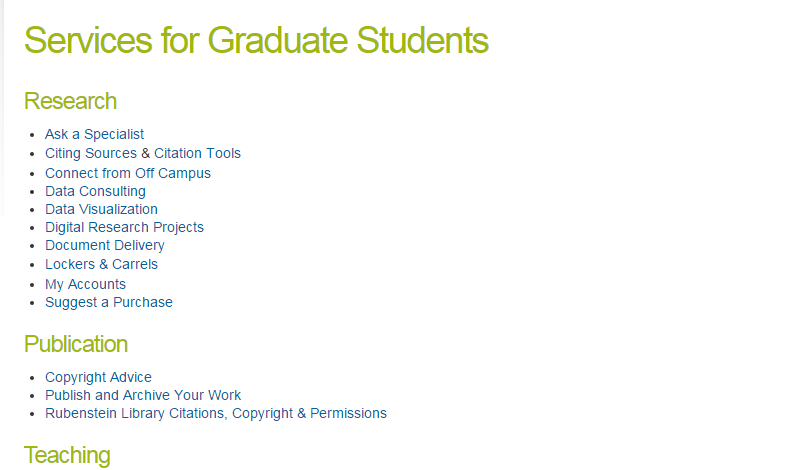 Services for Graduate Students
Research
Ask a Specialist
Citing Sources & Citation Tools
Connect from Off Campus
Data Consulting
Data Visualization
Digital Research Projects
Document Delivery
Lockers & Carrels
My Accounts
Suggest a Purchase
Publication
Copyright Advice
Publish and Archive Your Work
Rubenstein Library Citations, Copyright & Permissions
Teaching